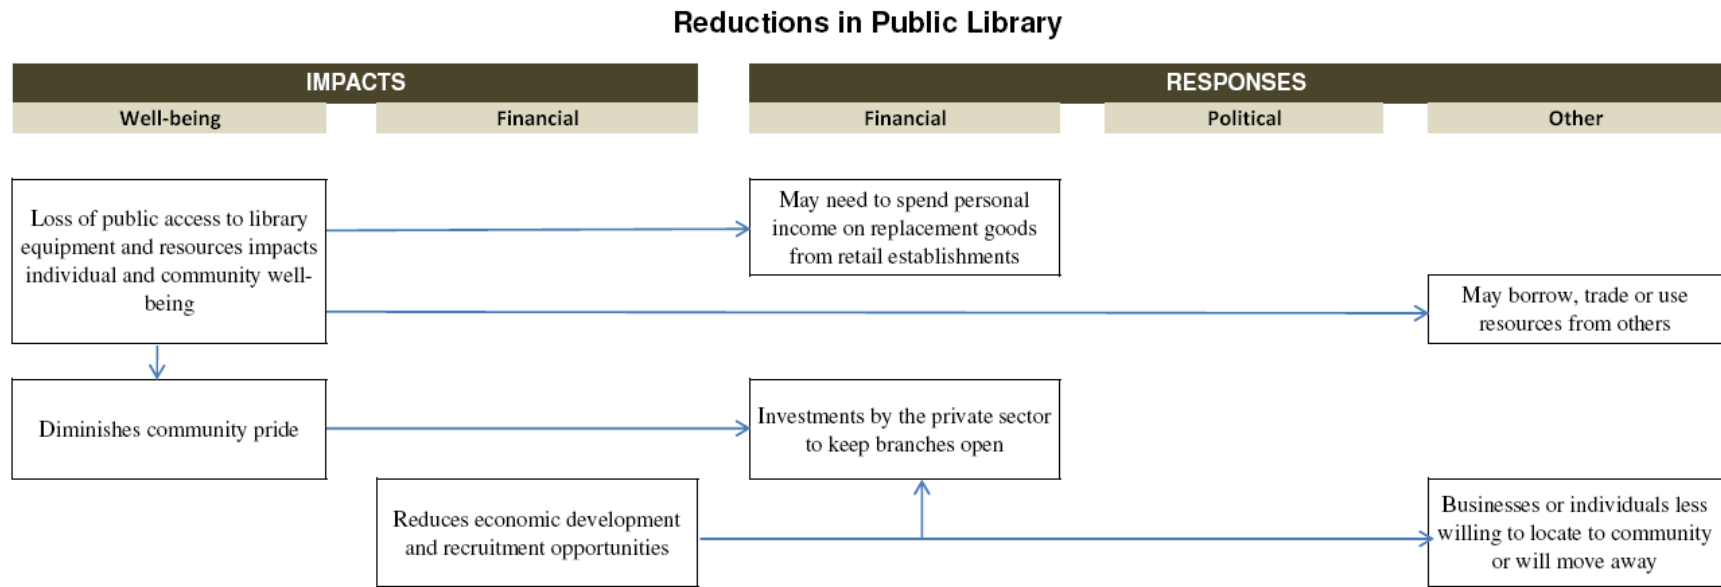 Reductions in Public Library
IMPACTS
RESPONSES
Well-being
Financial
Financial
Political
Other
Loss of public access to library
equipment and resources impacts
individual and community well-
being
May need to spend personal
income on replacement goods
from retail establishments
May borrow, trade or use
resources from others
Diminishes community pride
Investments by the private sector
to keep branches open
Reduces economic development
and recruitment opportunities
Businesses or individuals less
willing to locate to community
or will move away